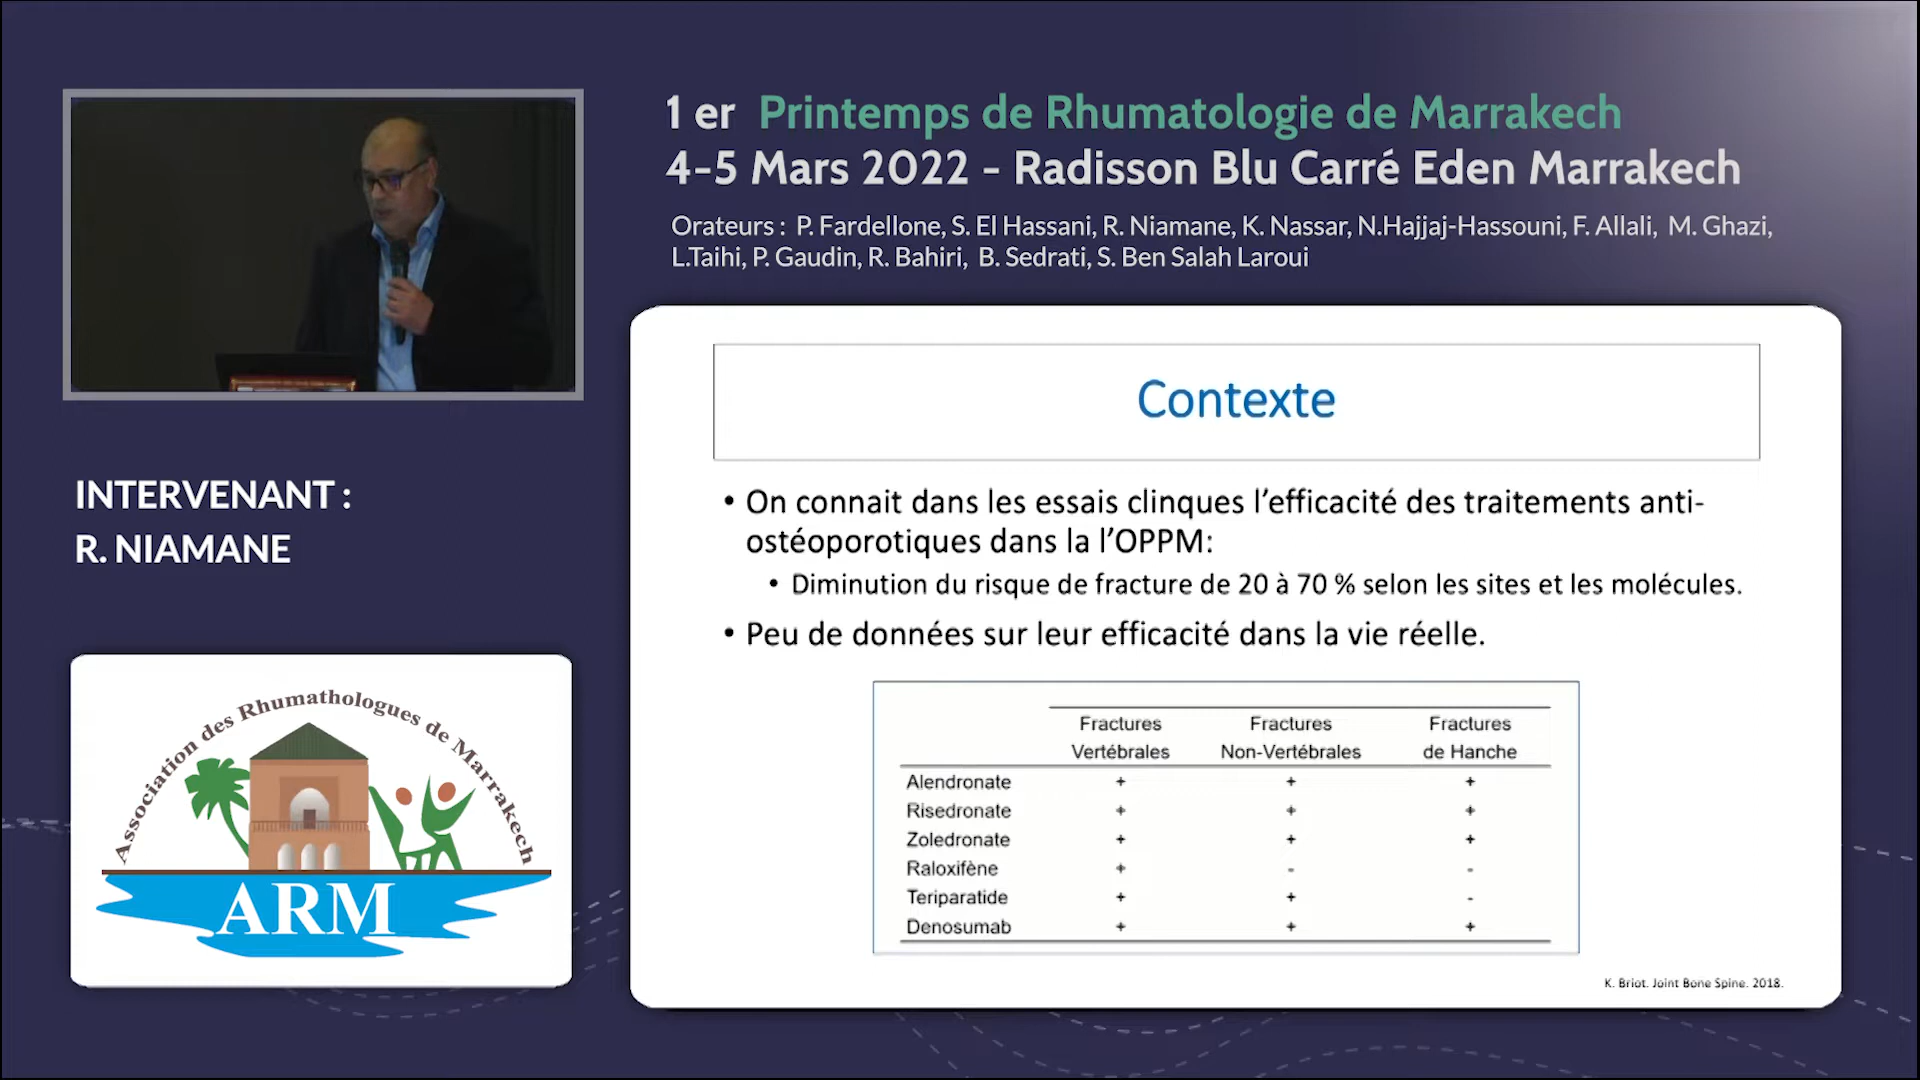 1 er Printemps de Rhumatologie de Marrakech
4-5 Mars 2022 - Radisson Blu Carré Eden Marrakech
Orateurs : P. Fardellone, S. El Hassani, R. Niamane, K. Nassar, N.Hajjaj-Hassouni, F. Allali, M. Ghazi,
L.Taihi, P. Gaudin, R. Bahiri, B. Sedrati, S. Ben Salah Laroui
INTERVENANT :
R. NIAMANE
Association des Rhumathologues de Marrakech
ARM
Contexte
• On connait dans les essais clinques l’efficacité des traitements anti-
ostéoporotiques dans la l’OPPM:
• Diminution du risque de fracture de 20 à 70 % selon les sites et les molécules.
• Peu de données sur leur efficacité dans la vie réelle.
Fractures Fractures Fractures
Vertébrales Non-Vertébrales de Hanche
Alendronate + + +
Risedronate + + +
Zoledronate + + +
Raloxifène + - -
Teriparatide + + -
Denosumab + + +
K. Briot. Joint Bone Spine. 2018.